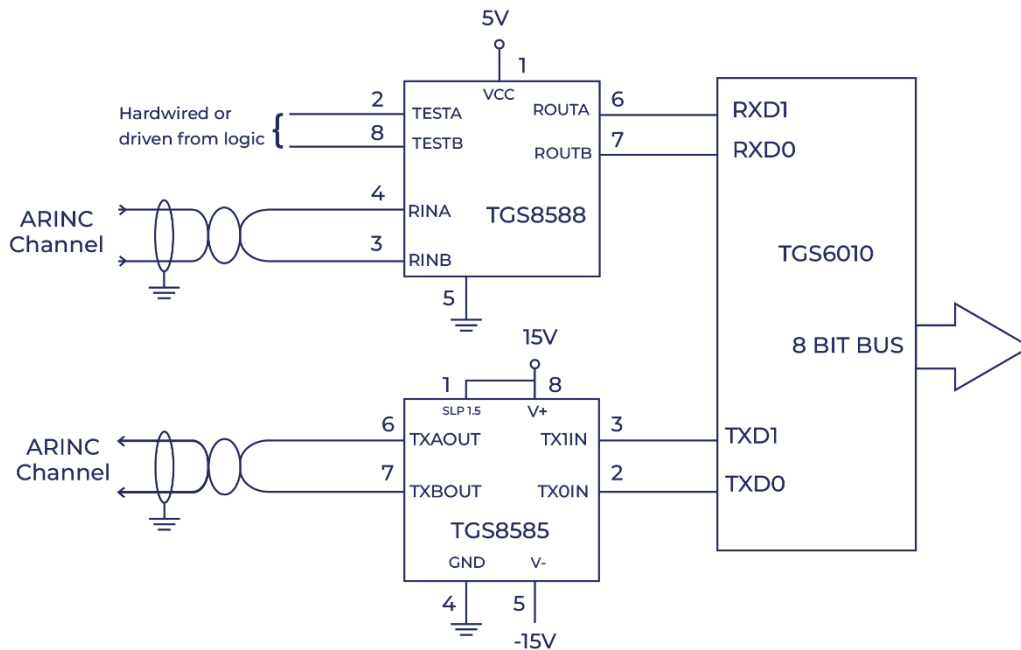 5V
1
VCC
Hardwired or
driven from logic {
2
TESTA
8
TESTB
ROUTA
6
RXD1
ROUTB
7
RXD0
ARINC
Channel
4
RINA
3
RINB
TGS8588
5
TGS6010
8 BIT BUS
15V
1
8
SLP 1.5
V+
ARINC
Channel
6
TXAOUT
7
TXBOUT
TX1IN
3
TXD1
TX0IN
2
TXD0
TGS8585
GND
V-
4
5
-15V